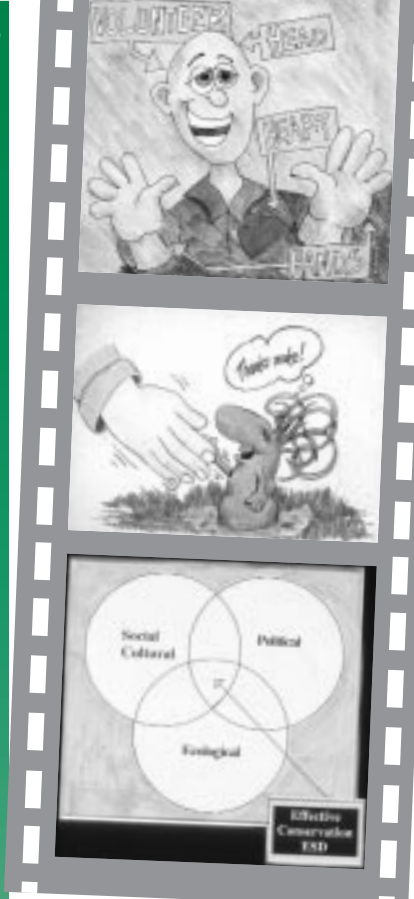 VOLUNTEER
HEAD
HEART
HANDS
Thanks mate!
Social
Cultural
Political
Ecological
Effective
Conservation
ESD